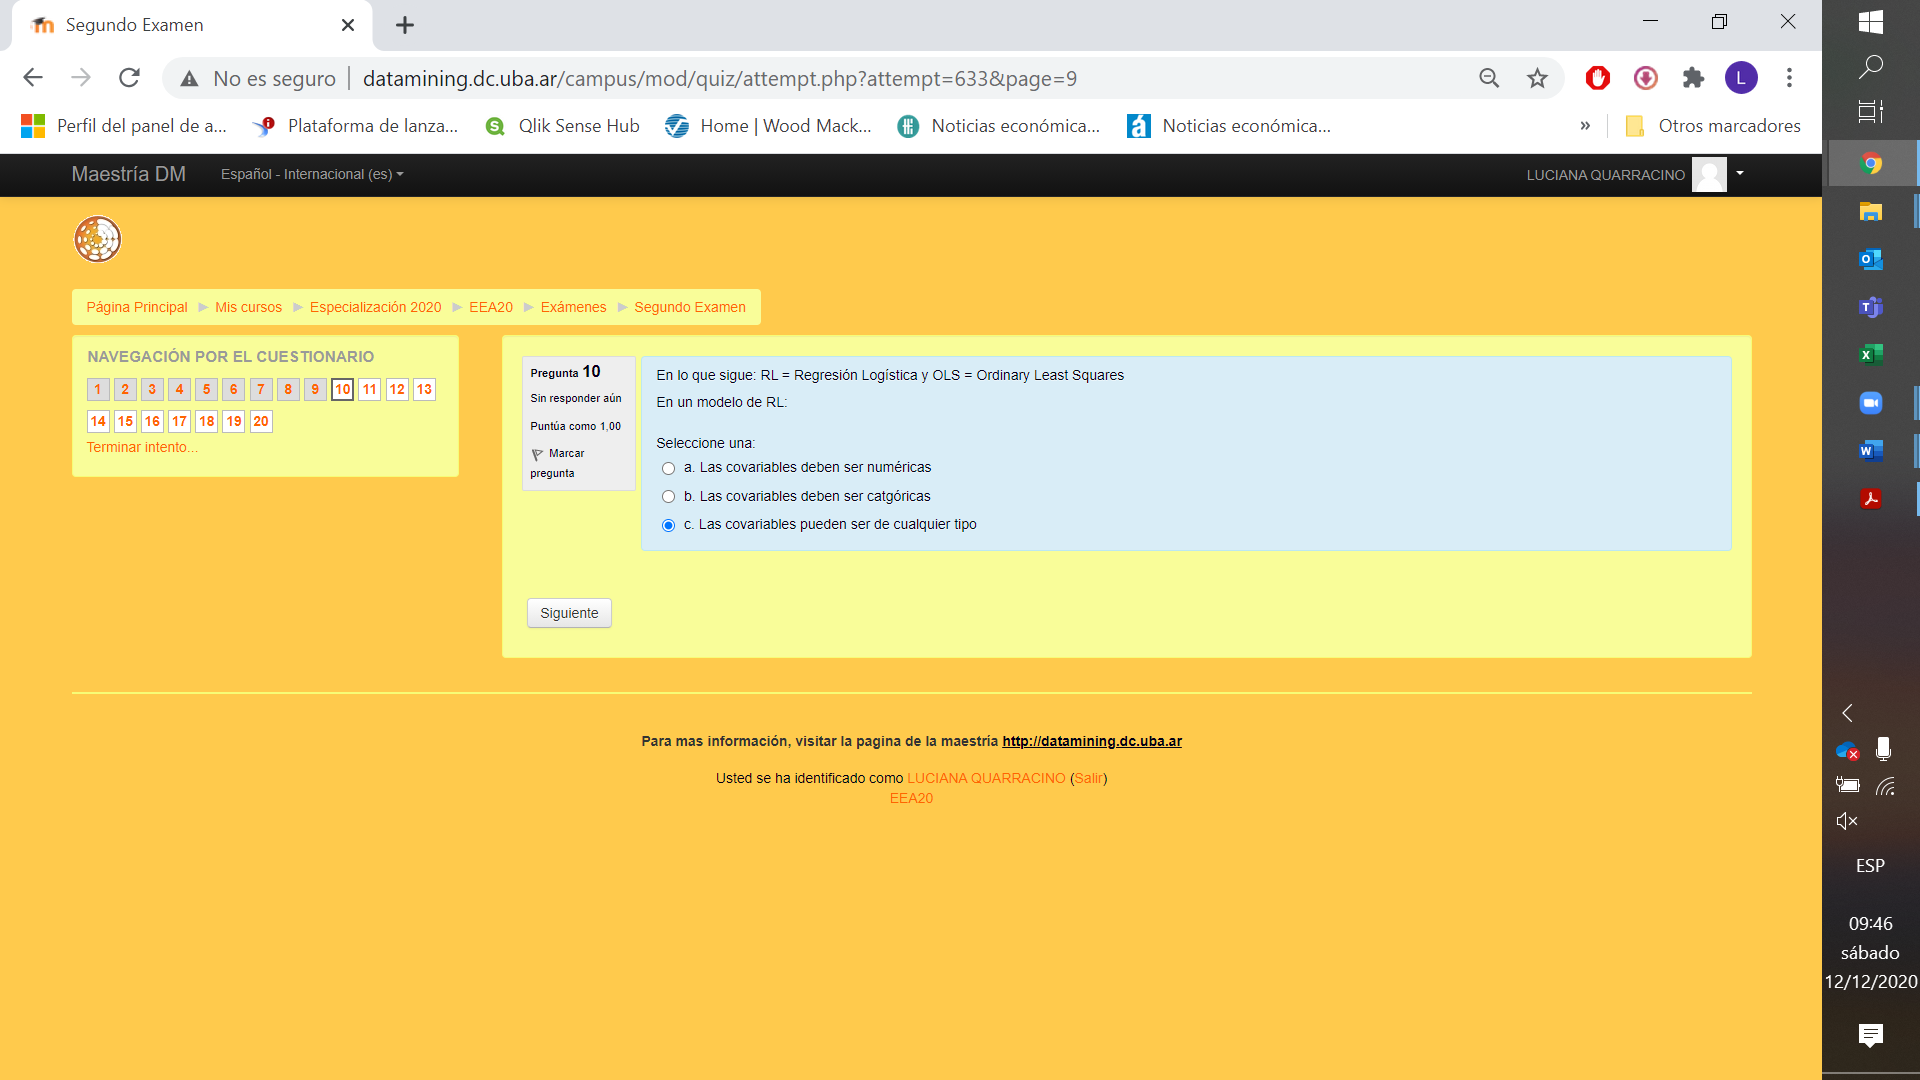 Segundo Examen
No es seguro
datamining.dc.uba.ar/campus/mod/quiz/attempt.php?attempt=633&page=9
L
Perfil del panel de a...
Plataforma de lanza...
Qlik Sense Hub
Home | Wood Mack...
Noticias económica...
Noticias económica...
»
Otros marcadores
Maestría DM
Español - Internacional (es)
LUCIANA QUARRACINO
Página Principal ► Mis cursos ► Especialización 2020 ► EEA20 ► Exámenes ► Segundo Examen
NAVEGACIÓN POR EL CUESTIONARIO
1 2 3 4 5 6 7 8 9 10 11 12 13
14 15 16 17 18 19 20
Terminar intento...
Pregunta 10
Sin responder aún
Puntúa como 1,00
Marcar
pregunta
En lo que sigue: RL = Regresión Logística y OLS = Ordinary Least Squares
En un modelo de RL:
Seleccione una:
a. Las covariables deben ser numéricas
b. Las covariables deben ser catgóricas
c. Las covariables pueden ser de cualquier tipo
Siguiente
Para mas información, visitar la pagina de la maestría http://datamining.dc.uba.ar
Usted se ha identificado como LUCIANA QUARRACINO (Salir)
EEA20
ESP
09:46
sábado
12/12/2020